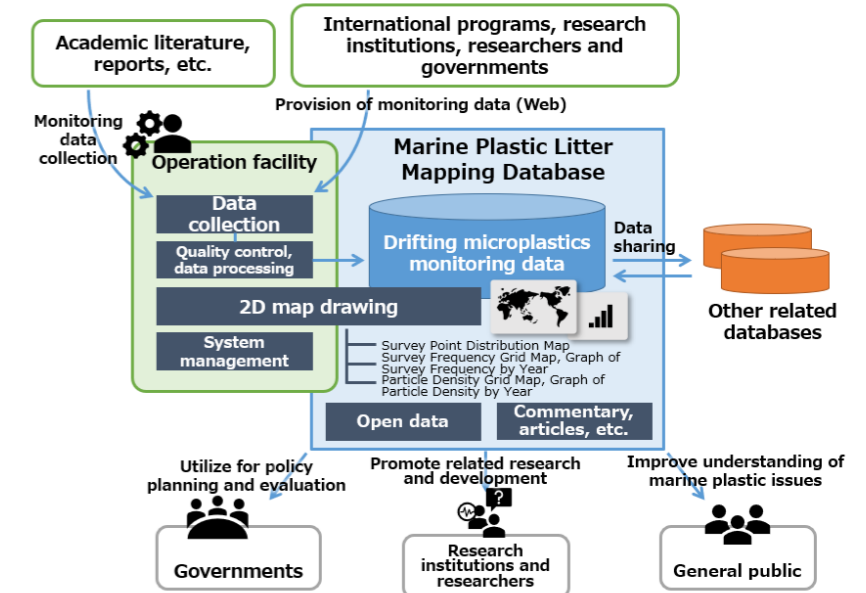 Academic literature,
reports, etc.
International programs, research
institutions, researchers and
governments
Provision of monitoring data (Web)
Monitoring
data
collection
Operation facility
Data
collection
Quality control,
data processing
2D map drawing
System
management
Marine Plastic Litter
Mapping Database
Drifting microplastics
monitoring data
Data
sharing
Other related
databases
Survey Point Distribution Map
Survey Frequency Grid Map, Graph of
Survey Frequency by Year
Particle Density Grid Map, Graph of
Particle Density by Year
Open data
Commentary,
articles, etc.
Utilize for policy
planning and evaluation
Promote related research
and development
Improve understanding of
marine plastic issues
?
Governments
Research
institutions and
researchers
General public